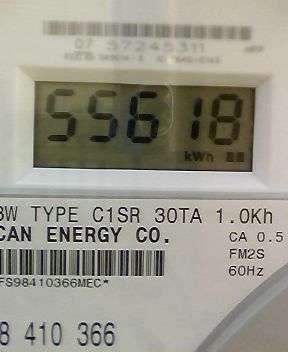 07 57245311
55618
kWh
3W TYPE C1SR 30TA 1.0Kh
CAN ENERGY CO.
CA 0.5
FM2S
60Hz
FS98410366MEC*
8 410 366